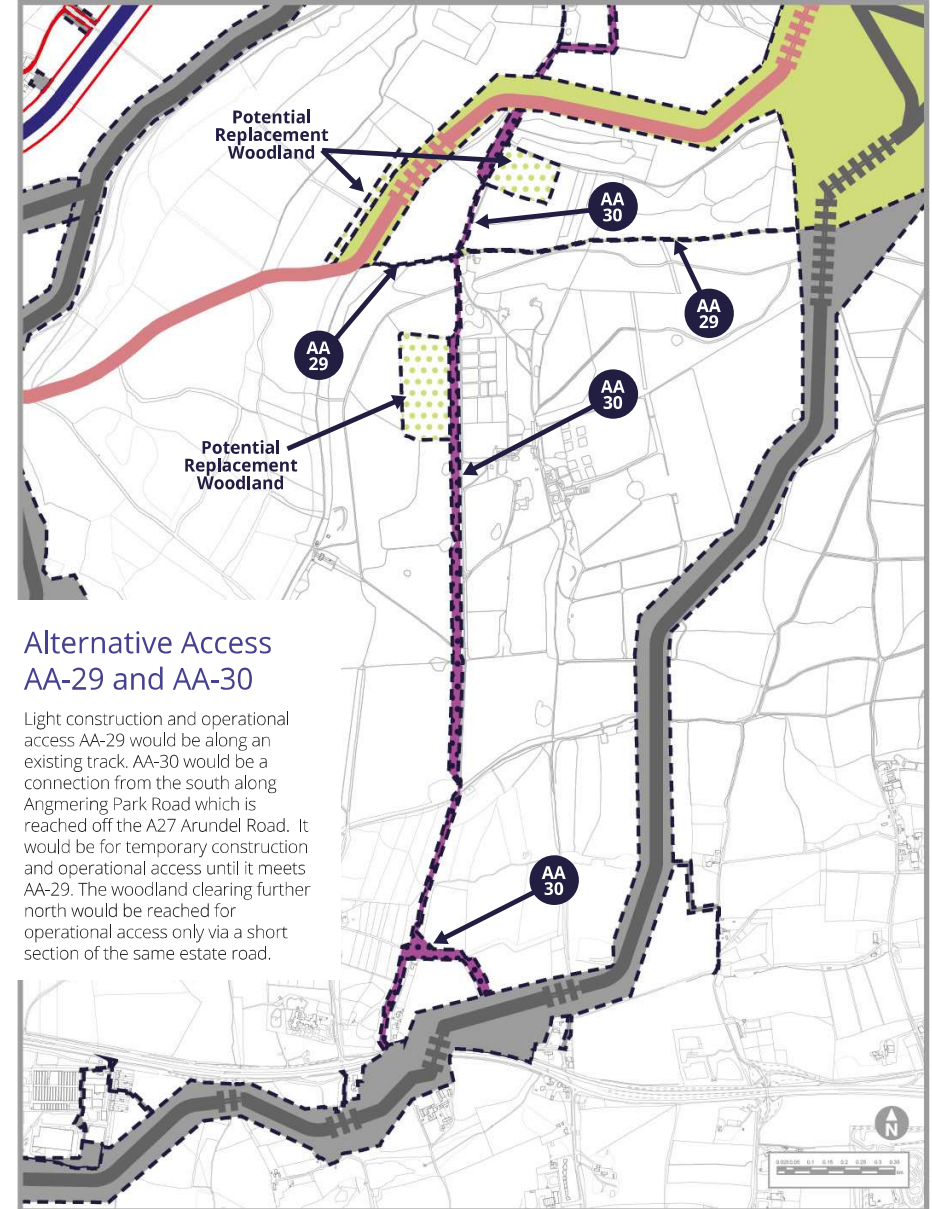 Potential
Replacement
Woodland
AA
30
AA
29
AA
29
AA
30
Potential
Replacement
Woodland
Alternative Access
AA-29 and AA-30
Light construction and operational
access AA-29 would be along an
existing track. AA-30 would be a
connection from the south along
Angmering Park Road which is
reached off the A27 Arundel Road. It
would be for temporary construction
and operational access until it meets
AA-29. The woodland clearing further
north would be reached for
operational access only via a short
section of the same estate road.
AA
30
N